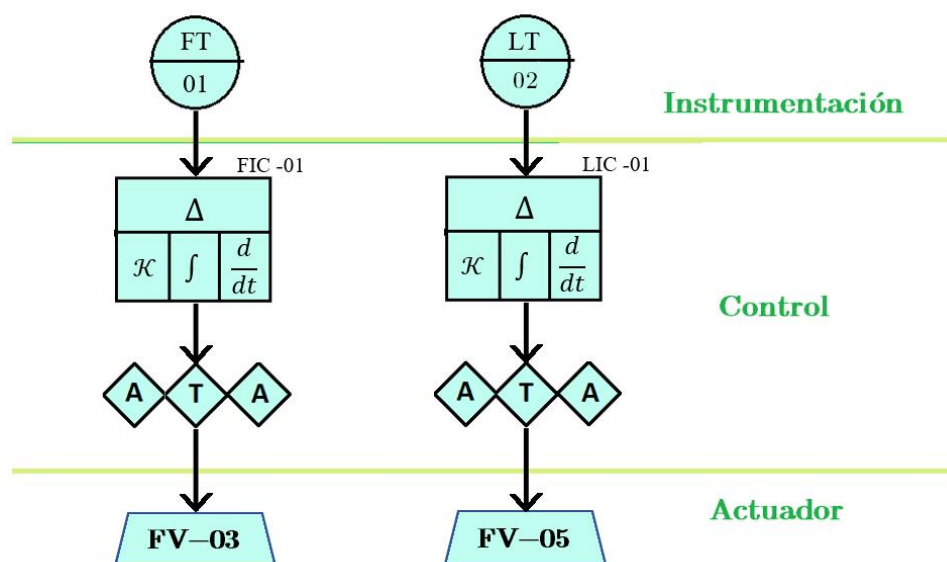 FT
01
LT
02
Instrumentación
FIC -01
LIC -01
Δ
𝒦 ∫ d/dt
Δ
𝒦 ∫ d/dt
Control
A T A
A T A
Actuador
FV–03
FV–05